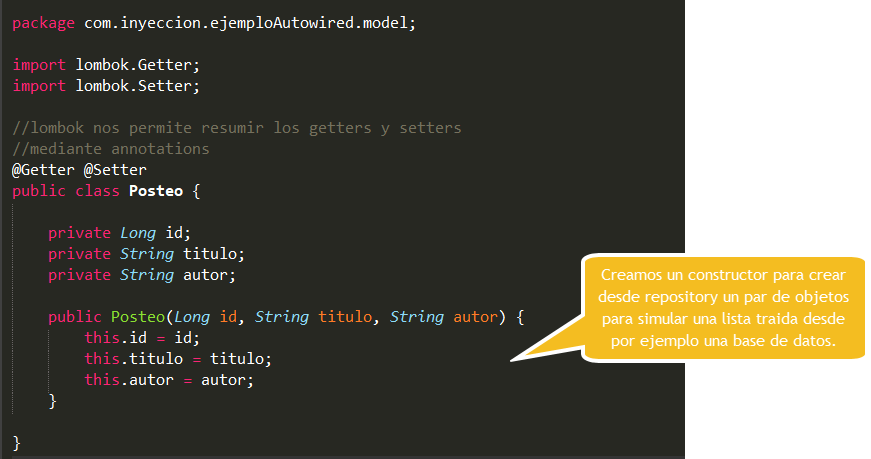 package com.inyeccion.ejemploAutowired.model;
import lombok.Getter;
import lombok.Setter;
//lombok nos permite resumir los getters y setters
//mediante annotations
@Getter @Setter
public class Posteo {
private Long id;
private String titulo;
private String autor;
public Posteo(Long id, String titulo, String autor) {
this.id = id;
this.titulo = titulo;
this.autor = autor;
}
}
Creamos un constructor para crear
desde repository un par de objetos
para simular una lista traida desde
por ejemplo una base de datos.